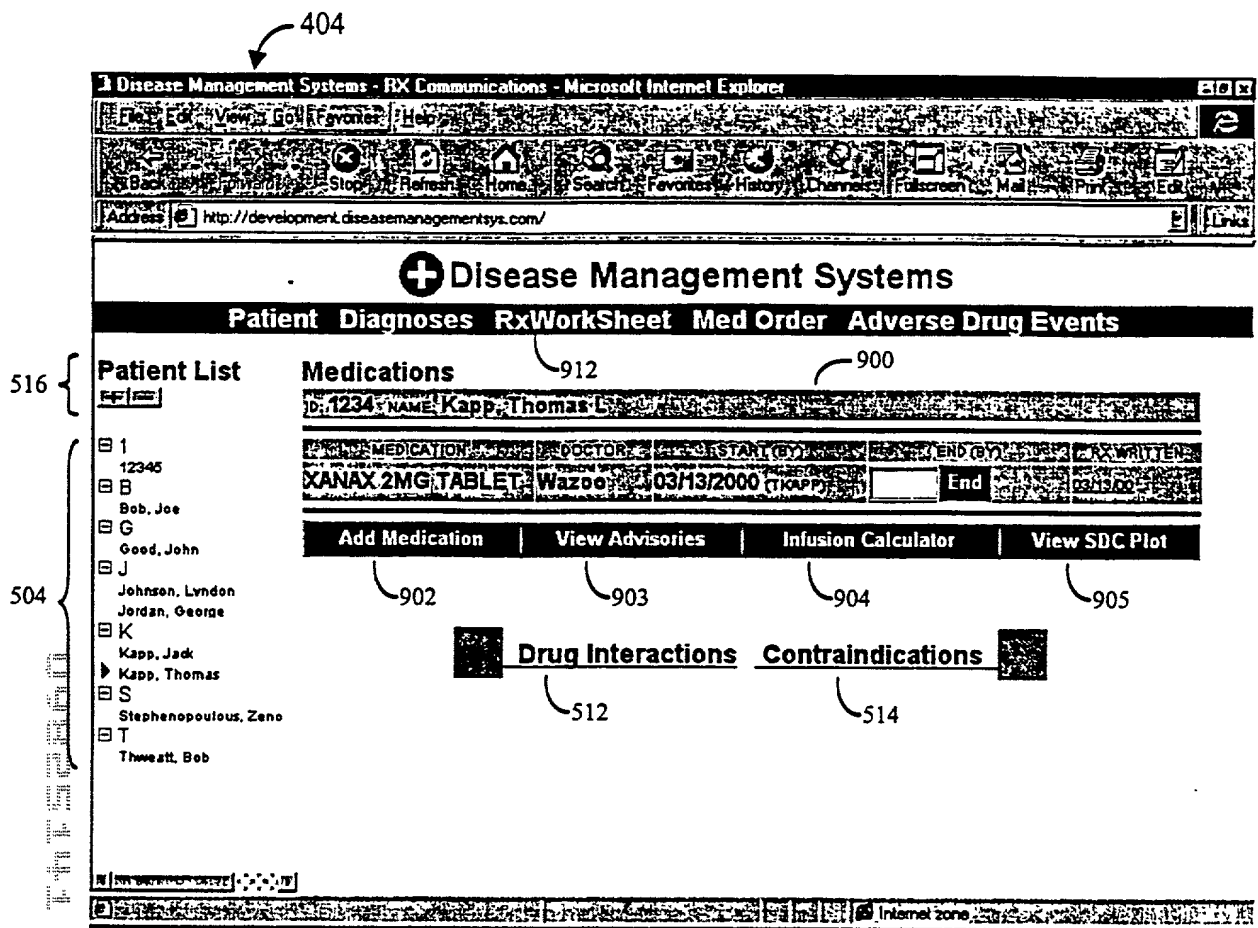 404
Disease Management Systems - RX Communications - Microsoft Internet Explorer
File Edit View Go Favorites Help
Back Forward Stop Refresh Home Search Favorites History Channels Fullscreen Mail Print Edit
Address http://development.diseasemanagementsys.com/ Links
Disease Management Systems
Patient Diagnoses RxWorkSheet Med Order Adverse Drug Events
912
900
516
Patient List
Medications
ID: 1234 NAME: Kapp, Thomas L
MEDICATION DOCTOR START (BY) END (BY) RX WRITTEN
XANAX 2MG TABLET Wazoo 03/13/2000 (TKAPP) End 03/13/00
Add Medication View Advisories Infusion Calculator View SDC Plot
902 903 904 905
504
1
12345
B
Bob, Joe
G
Good, John
J
Johnson, Lyndon
Jordan, George
K
Kapp, Jack
Kapp, Thomas
S
Stephenopoulous, Zeno
T
Thweatt, Bob
Drug Interactions Contraindications
512 514
Internet zone